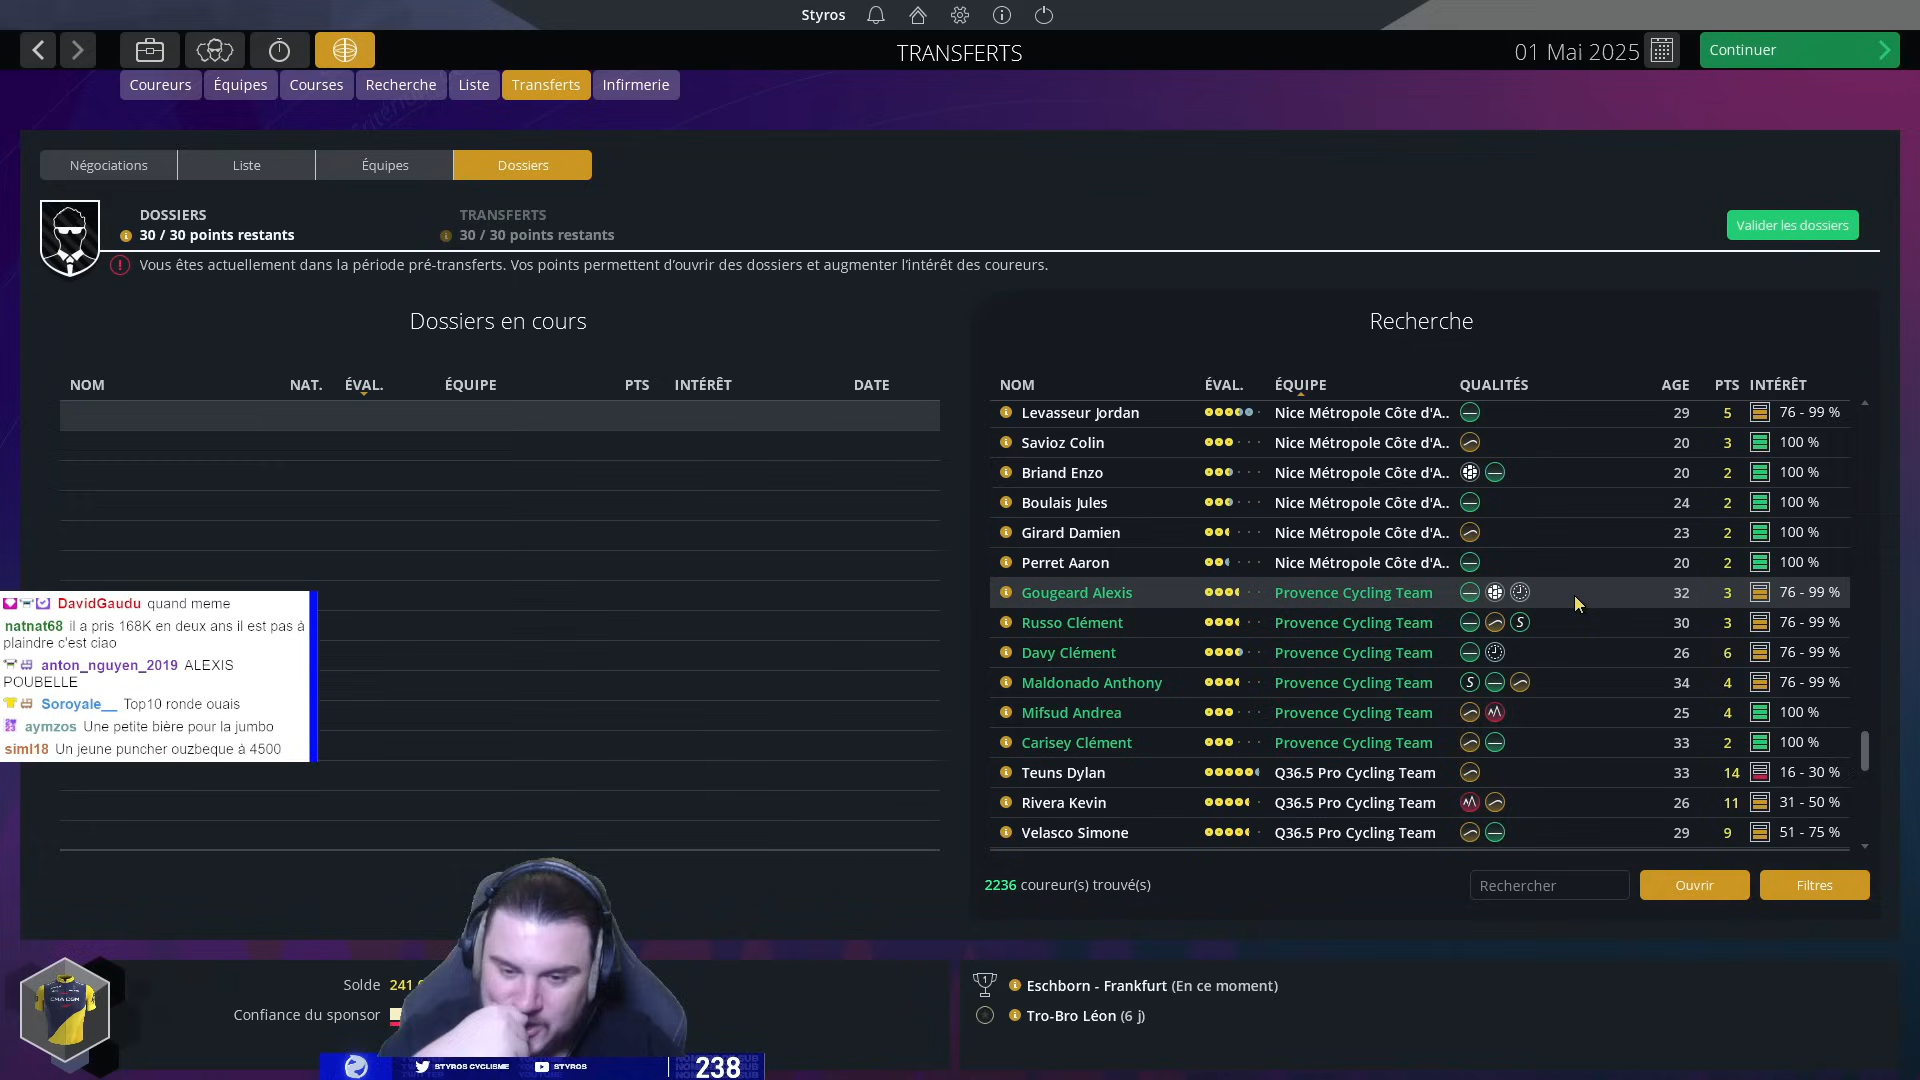 Styros
TRANSFERTS
01 Mai 2025
Continuer
Coureurs
Équipes
Courses
Recherche
Liste
Transferts
Infirmerie
Négociations
Liste
Équipes
Dossiers
DOSSIERS
30 / 30 points restants
TRANSFERTS
30 / 30 points restants
Valider les dossiers
Vous êtes actuellement dans la période pré-transferts. Vos points permettent d'ouvrir des dossiers et augmenter l'intérêt des coureurs.
Dossiers en cours
NOM NAT. ÉVAL. ÉQUIPE PTS INTÉRÊT DATE
Recherche
NOM ÉVAL. ÉQUIPE QUALITÉS AGE PTS INTÉRÊT
Levasseur Jordan Nice Métropole Côte d'A.. 29 5 76 - 99 %
Savioz Colin Nice Métropole Côte d'A.. 20 3 100 %
Briand Enzo Nice Métropole Côte d'A.. 20 2 100 %
Boulais Jules Nice Métropole Côte d'A.. 24 2 100 %
Girard Damien Nice Métropole Côte d'A.. 23 2 100 %
Perret Aaron Nice Métropole Côte d'A.. 20 2 100 %
Gougeard Alexis Provence Cycling Team 32 3 76 - 99 %
Russo Clément Provence Cycling Team S 30 3 76 - 99 %
Davy Clément Provence Cycling Team 26 6 76 - 99 %
Maldonado Anthony Provence Cycling Team S 34 4 76 - 99 %
Mifsud Andrea Provence Cycling Team 25 4 100 %
Carisey Clément Provence Cycling Team 33 2 100 %
Teuns Dylan Q36.5 Pro Cycling Team 33 14 16 - 30 %
Rivera Kevin Q36.5 Pro Cycling Team 26 11 31 - 50 %
Velasco Simone Q36.5 Pro Cycling Team 29 9 51 - 75 %
2236 coureur(s) trouvé(s)
Rechercher
Ouvrir
Filtres
DavidGaudu quand meme
natnat68 il a pris 168K en deux ans il est pas à
plaindre c'est ciao
anton_nguyen_2019 ALEXIS
POUBELLE
Soroyale__ Top10 ronde ouais
aymzos Une petite bière pour la jumbo
siml18 Un jeune puncher ouzbeque à 4500
Solde 241
Confiance du sponsor
CMA CGM
Eschborn - Frankfurt (En ce moment)
Tro-Bro Léon (6 j)
STYROS CYCLISME
STYROS
238